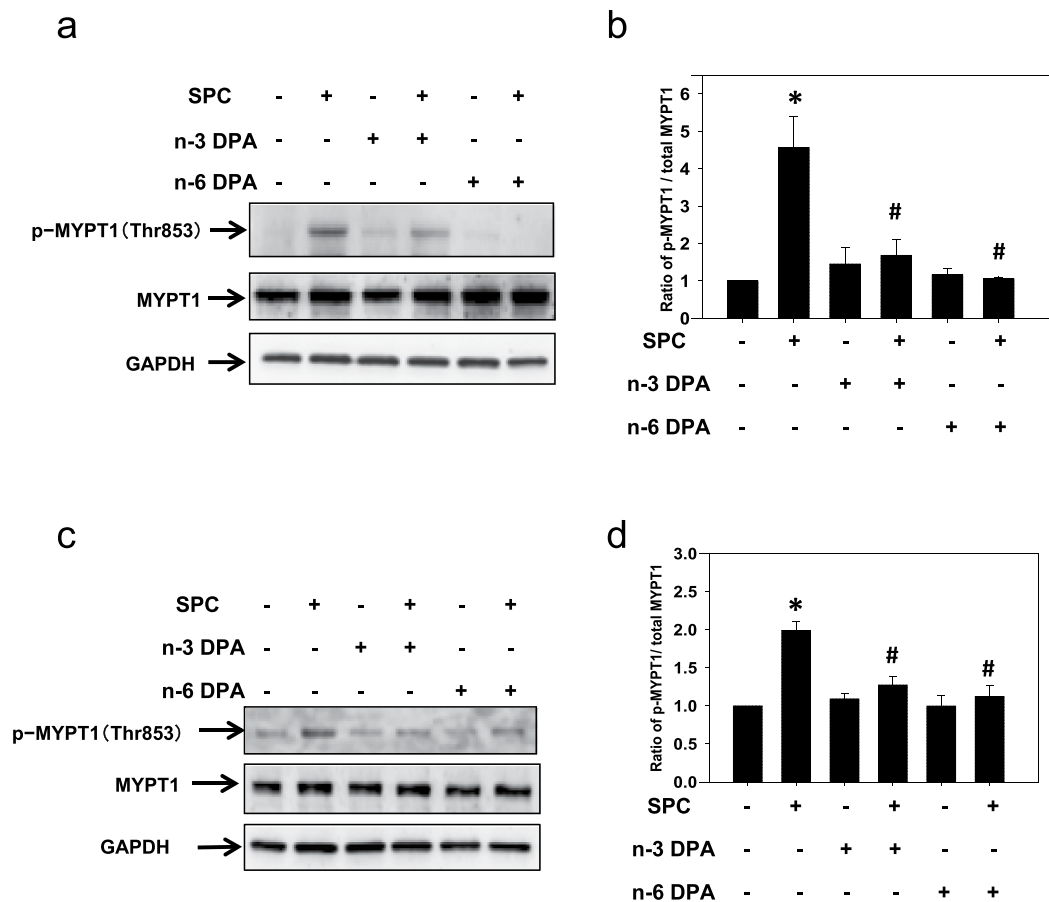 a
SPC - + - + - +
n-3 DPA - - + + - -
n-6 DPA - - - - + +
p-MYPT1(Thr853)
MYPT1
GAPDH
b
Ratio of p-MYPT1 / total MYPT1
6
5
4
3
2
1
0
*
#
#
SPC - + - + - +
n-3 DPA - - + + - -
n-6 DPA - - - - + +
c
SPC - + - + - +
n-3 DPA - - + + - -
n-6 DPA - - - - + +
p-MYPT1(Thr853)
MYPT1
GAPDH
d
Ratio of p-MYPT1/ total MYPT1
3.0
2.5
2.0
1.5
1.0
0.5
0.0
*
#
#
SPC - + - + - +
n-3 DPA - - + + - -
n-6 DPA - - - - + +